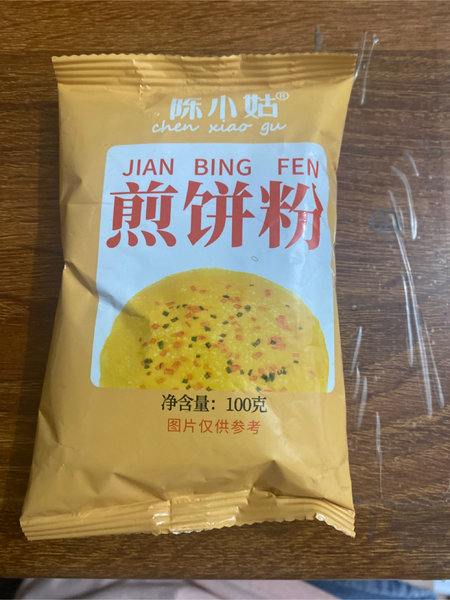 陈小姑®
chen xiao gu
JIAN BING FEN
煎饼粉
净含量：100克
图片仅供参考